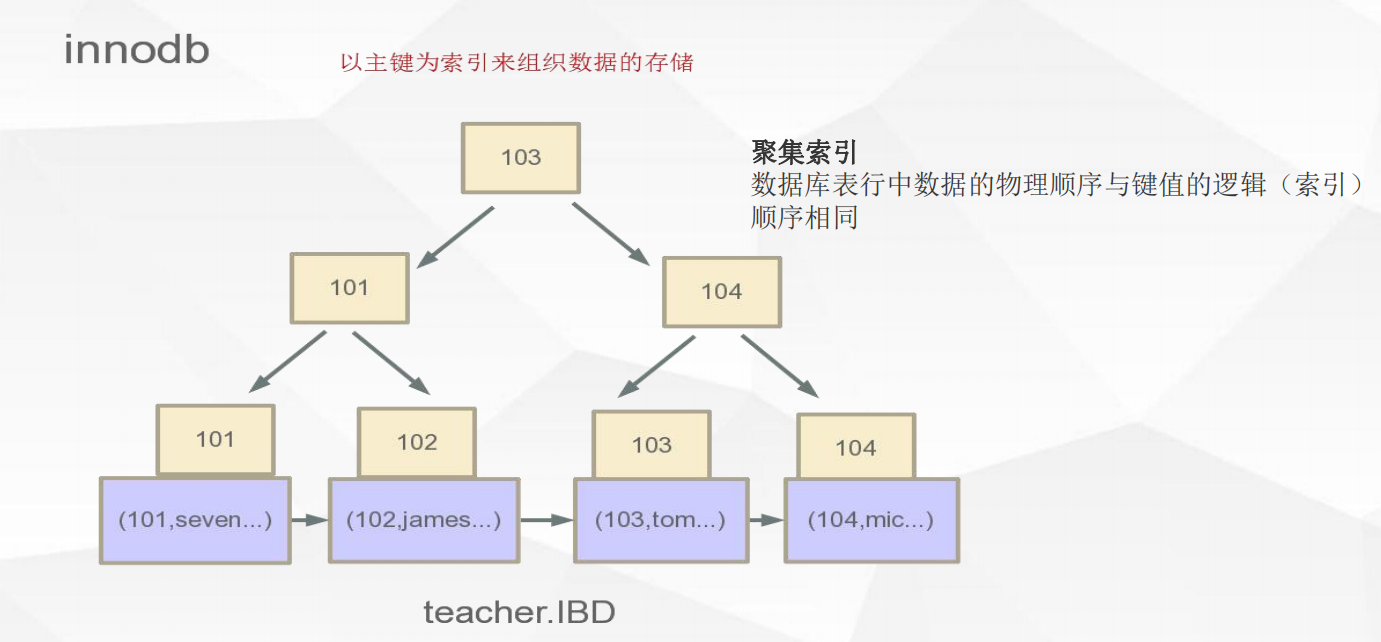 innodb
以主键为索引来组织数据的存储
103
聚集索引
数据库表行中数据的物理顺序与键值的逻辑（索引）
顺序相同
101
104
101
102
103
104
(101,seven...)
(102,james...)
(103,tom...)
(104,mic...)
teacher.IBD